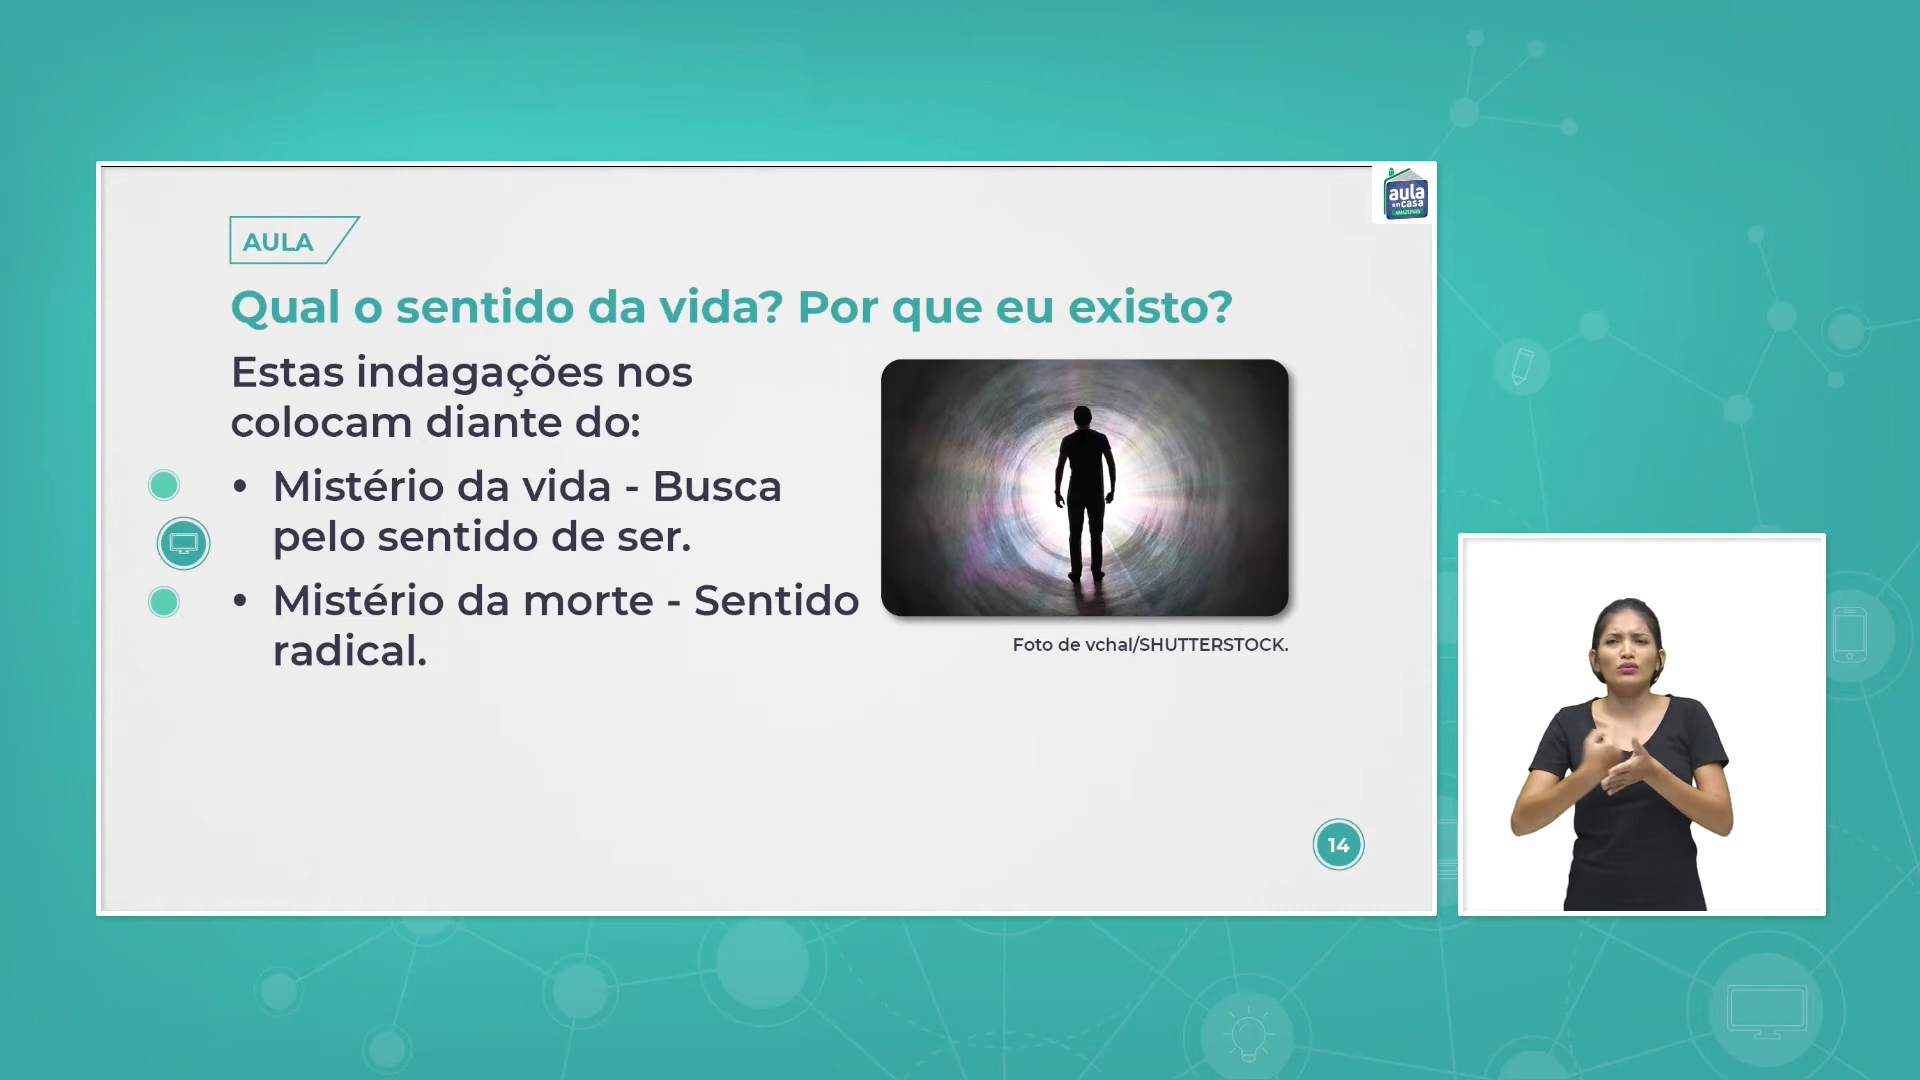 aula
em casa
AMAZONAS
AULA
Qual o sentido da vida? Por que eu existo?
Estas indagações nos
colocam diante do:
• Mistério da vida - Busca
pelo sentido de ser.
• Mistério da morte - Sentido
radical.
Foto de vchal/SHUTTERSTOCK.
14